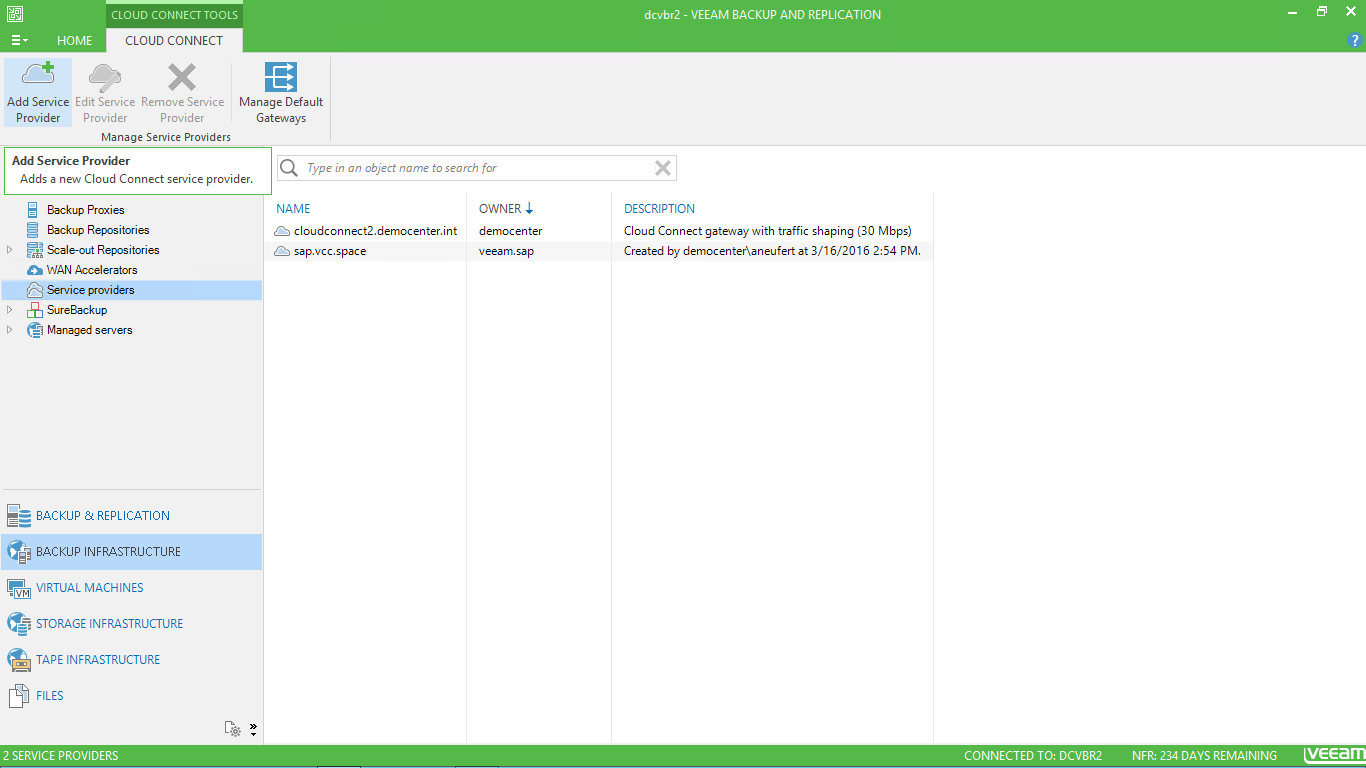 CLOUD CONNECT TOOLS
dcvbr2 - VEEAM BACKUP AND REPLICATION
HOME
CLOUD CONNECT
?
Add Service
Provider
Edit Service
Provider
Remove Service
Provider
Manage Default
Gateways
Manage Service Providers
Add Service Provider
Adds a new Cloud Connect service provider.
Type in an object name to search for
Backup Proxies
Backup Repositories
Scale-out Repositories
WAN Accelerators
Service providers
SureBackup
Managed servers
NAME OWNER DESCRIPTION
cloudconnect2.democenter.int democenter Cloud Connect gateway with traffic shaping (30 Mbps)
sap.vcc.space veeam.sap Created by democenter\aneufert at 3/16/2016 2:54 PM.
BACKUP & REPLICATION
BACKUP INFRASTRUCTURE
VM
VIRTUAL MACHINES
STORAGE INFRASTRUCTURE
TAPE INFRASTRUCTURE
FILES
2 SERVICE PROVIDERS
CONNECTED TO: DCVBR2
NFR: 234 DAYS REMAINING
veeam